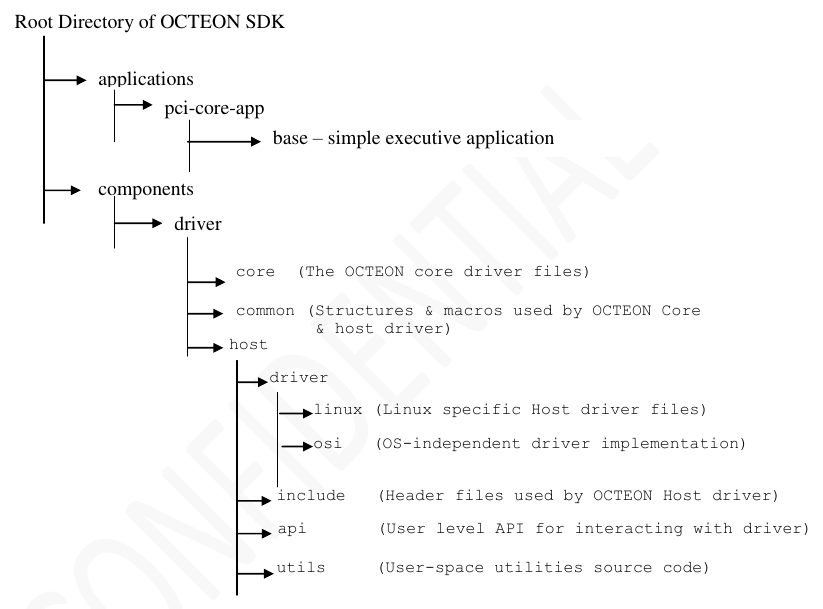 Root Directory of OCTEON SDK
applications
pci-core-app
base – simple executive application
components
driver
core (The OCTEON core driver files)
common (Structures & macros used by OCTEON Core
& host driver)
host
driver
linux (Linux specific Host driver files)
osi (OS-independent driver implementation)
include (Header files used by OCTEON Host driver)
api (User level API for interacting with driver)
utils (User-space utilities source code)
CONFIDENTIAL